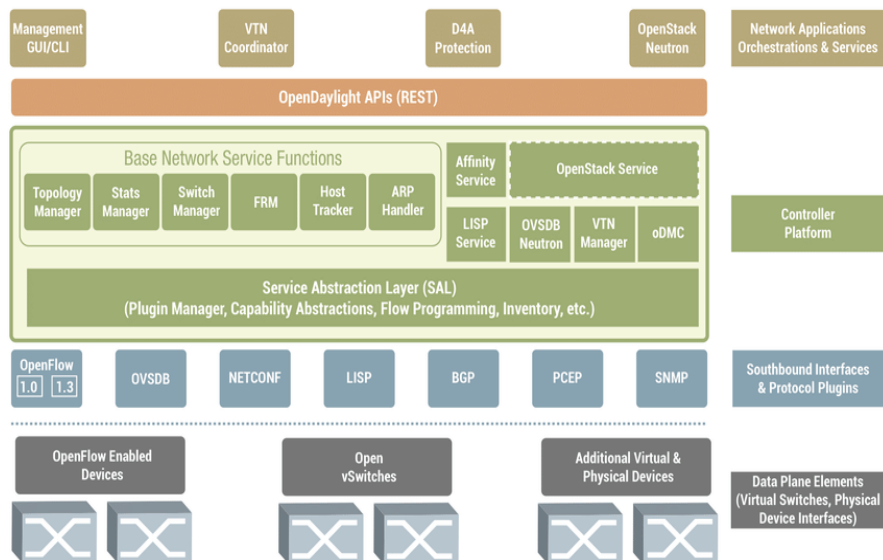 Management
GUI/CLI
VTN
Coordinator
D4A
Protection
OpenStack
Neutron
Network Applications
Orchestrations & Services
OpenDaylight APIs (REST)
Base Network Service Functions
Topology
Manager
Stats
Manager
Switch
Manager
FRM
Host
Tracker
ARP
Handler
Affinity
Service
OpenStack Service
LISP
Service
OVSDB
Neutron
VTN
Manager
oDMC
Controller
Platform
Service Abstraction Layer (SAL)
(Plugin Manager, Capability Abstractions, Flow Programming, Inventory, etc.)
OpenFlow
1.0 1.3
OVSDB
NETCONF
LISP
BGP
PCEP
SNMP
Southbound Interfaces
& Protocol Plugins
OpenFlow Enabled
Devices
Open
vSwitches
Additional Virtual &
Physical Devices
Data Plane Elements
(Virtual Switches, Physical
Device Interfaces)